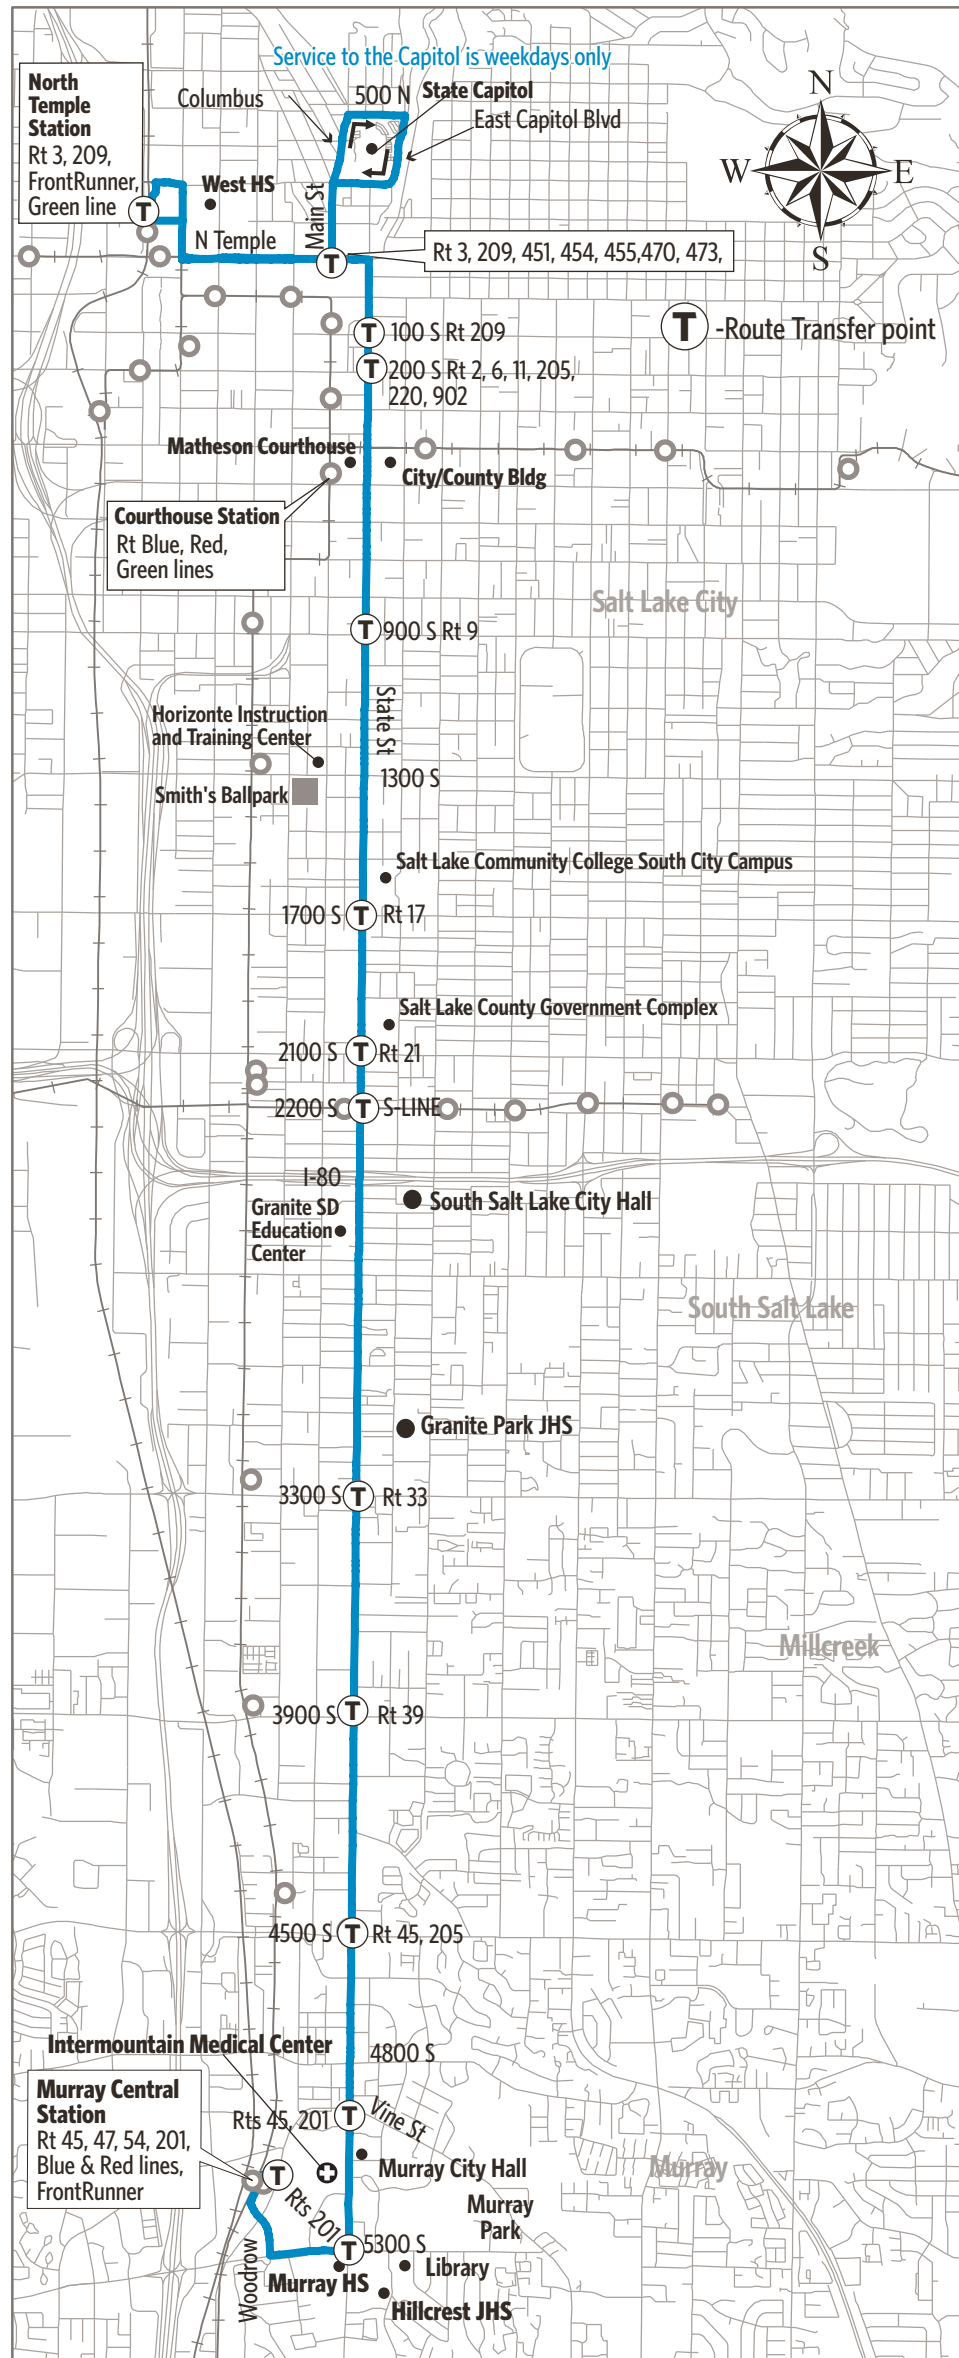 Service to the Capitol is weekdays only
North
Temple
Station
Rt 3, 209,
FrontRunner,
Green line
Columbus
500 N
State Capitol
East Capitol Blvd
N
W
E
S
West HS
Main St
N Temple
T
T
Rt 3, 209, 451, 454, 455,470, 473,
T
-Route Transfer point
T
100 S Rt 209
T
200 S Rt 2, 6, 11, 205,
220, 902
Matheson Courthouse
City/County Bldg
Courthouse Station
Rt Blue, Red,
Green lines
Salt Lake City
T
900 S Rt 9
State St
Horizonte Instruction
and Training Center
1300 S
Smith's Ballpark
Salt Lake Community College South City Campus
1700 S
T
Rt 17
Salt Lake County Government Complex
2100 S
T
Rt 21
2200 S
T
S-LINE
I-80
South Salt Lake City Hall
Granite SD
Education
Center
South Salt Lake
Granite Park JHS
3300 S
T
Rt 33
Millcreek
3900 S
T
Rt 39
4500 S
T
Rt 45, 205
Intermountain Medical Center
4800 S
Murray Central
Station
Rt 45, 47, 54, 201,
Blue & Red lines,
FrontRunner
Rts 45, 201
T
Vine St
Murray City Hall
Murray
T
Rts 201
Murray
Park
T
5300 S
Woodrow
Murray HS
Library
Hillcrest JHS